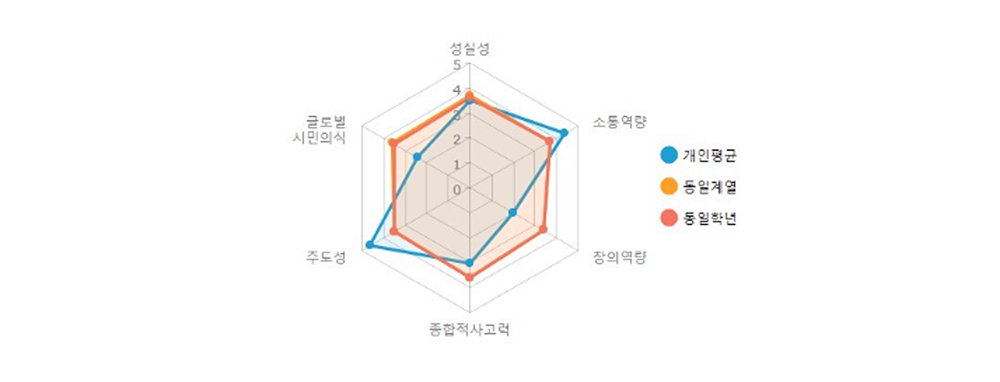 성실성
5
4
3
2
1
0
글로벌
시민의식
소통역량
주도성
창의역량
종합적사고력
개인평균
동일계열
동일학년